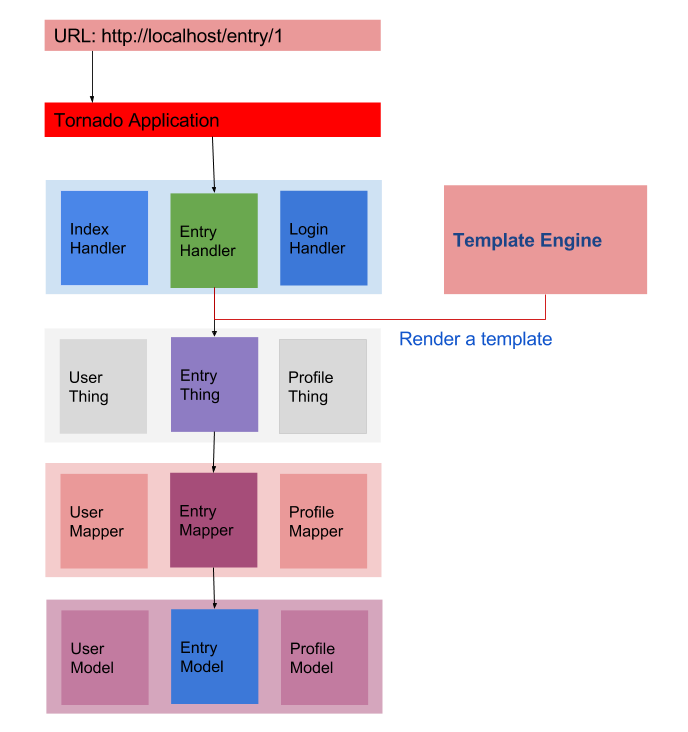 URL: http://localhost/entry/1
Tornado Application
Index
Handler
Entry
Handler
Login
Handler
Template Engine
Render a template
User
Thing
Entry
Thing
Profile
Thing
User
Mapper
Entry
Mapper
Profile
Mapper
User
Model
Entry
Model
Profile
Model